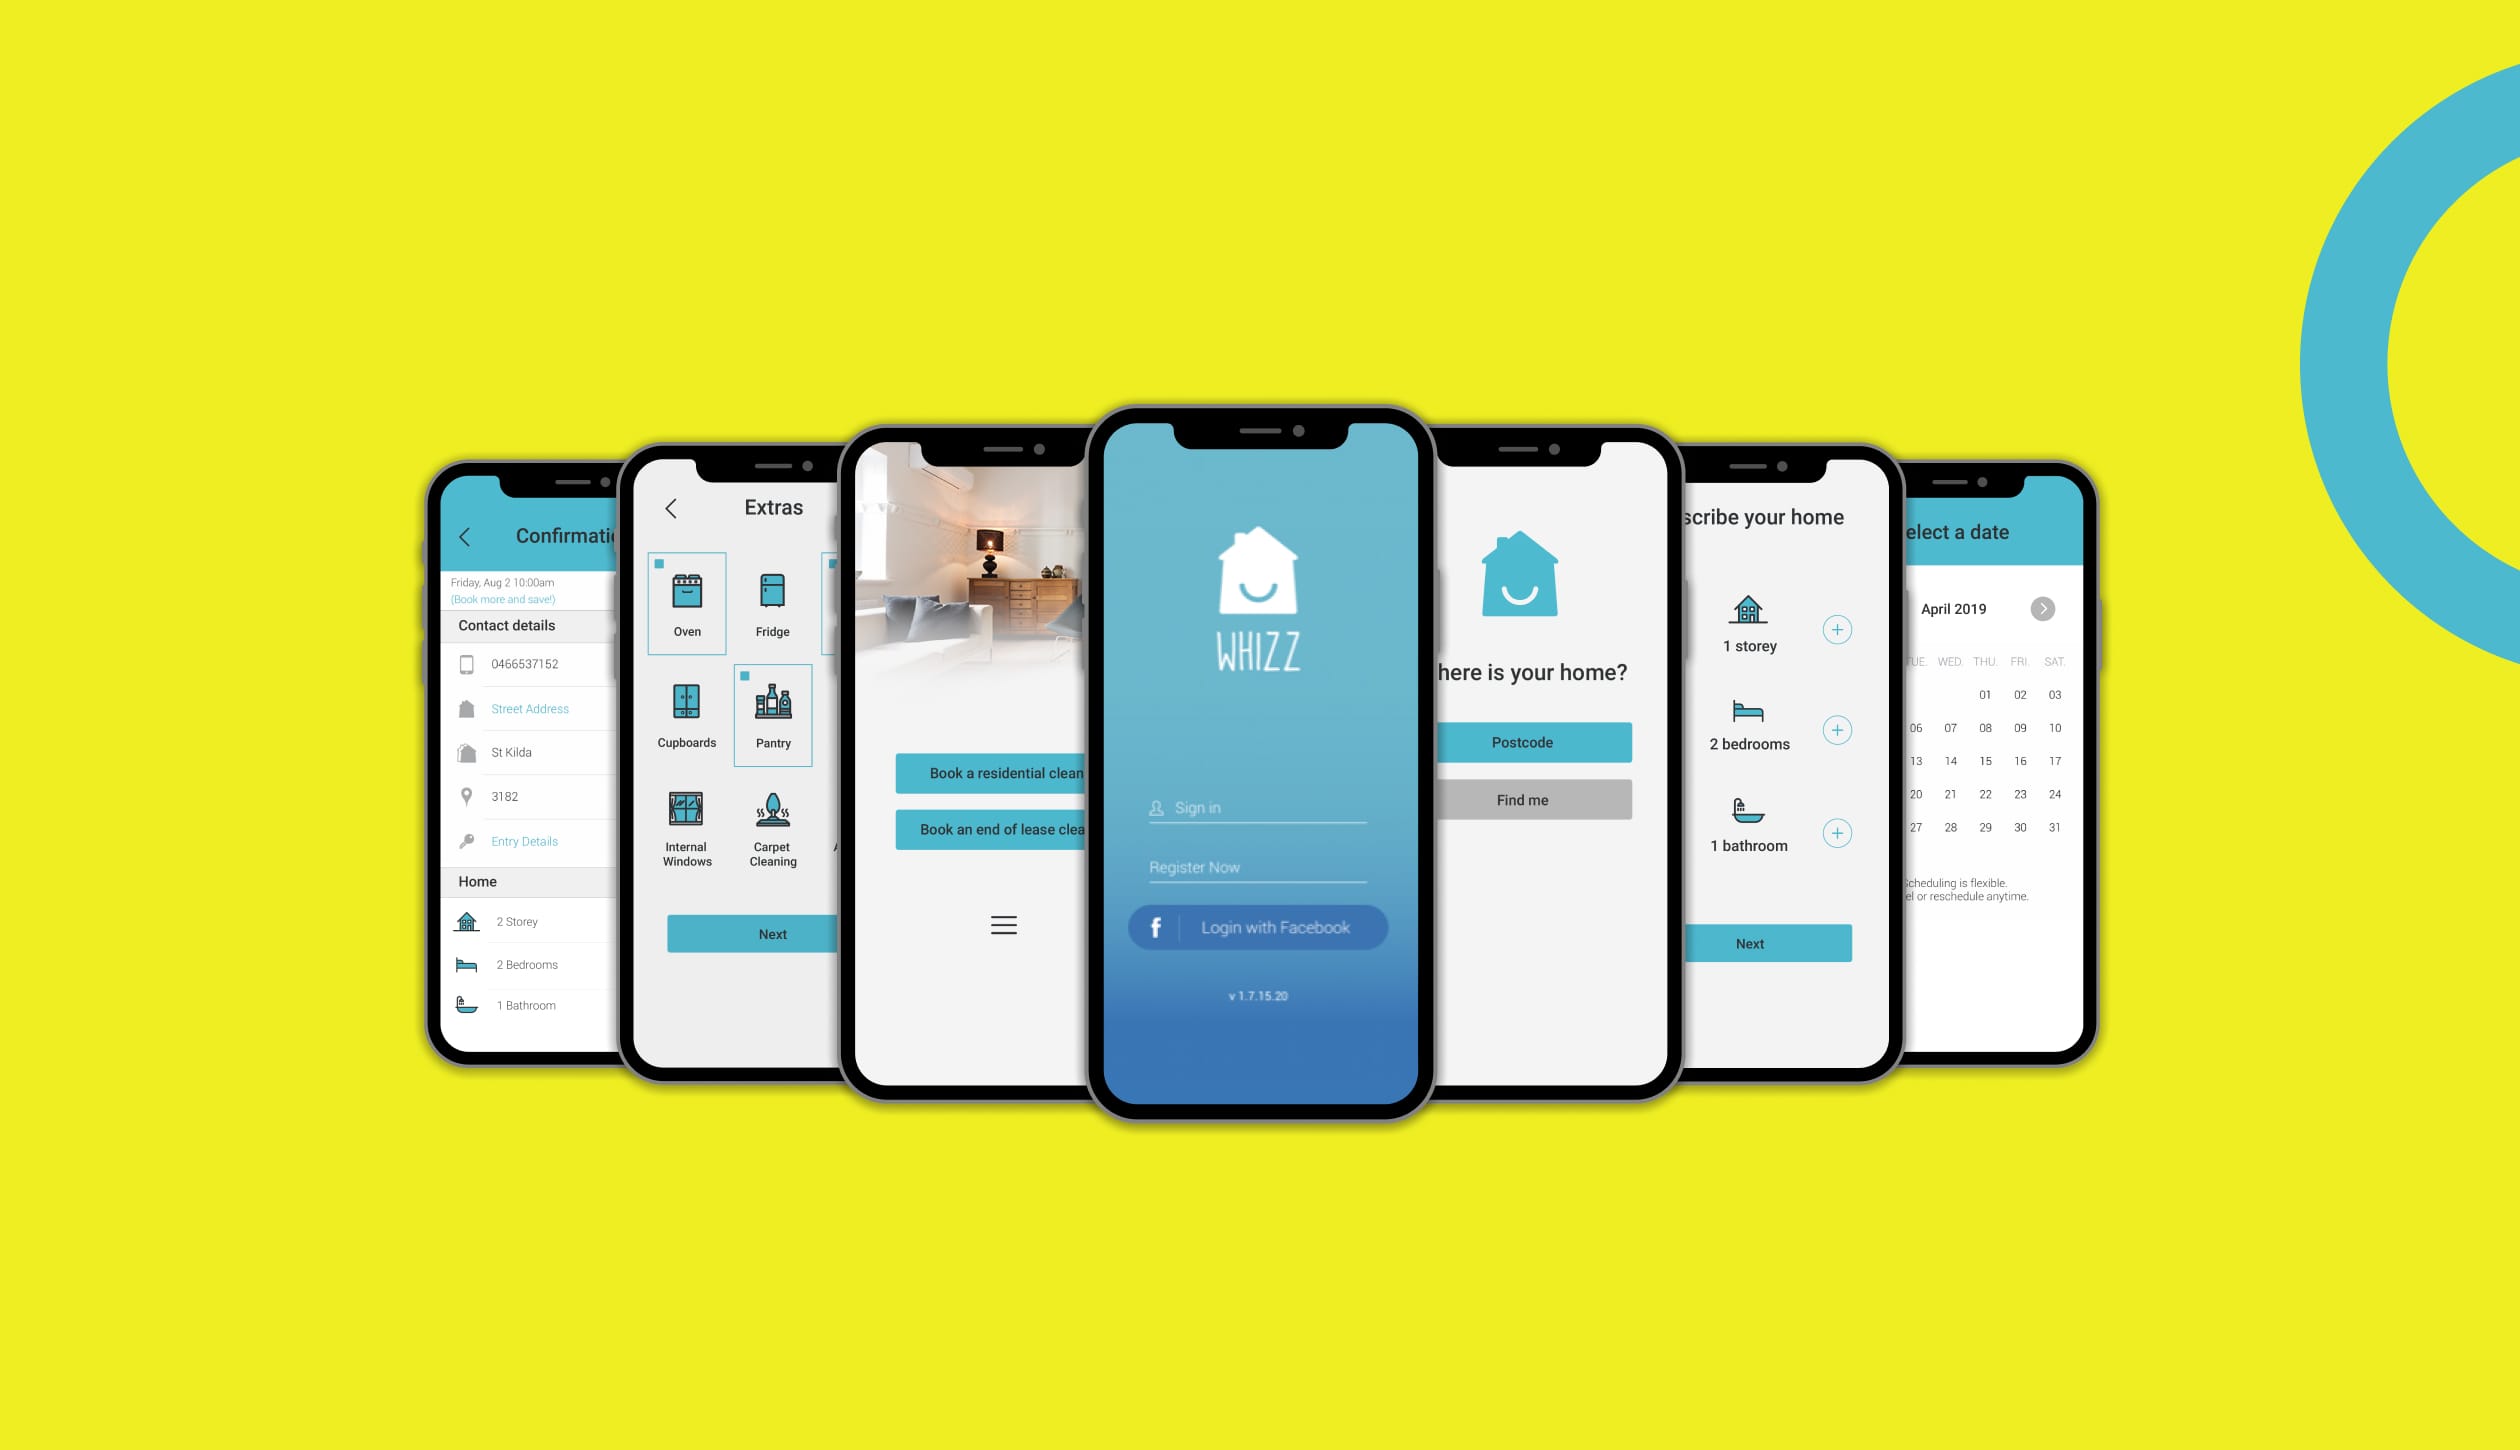 Confirmati
Friday, Aug 2 10:00am
(Book more and save!)
Contact details
0466537152
Street Address
St Kilda
3182
Entry Details
Home
2 Storey
2 Bedrooms
1 Bathroom
Extras
Oven
Fridge
Cupboards
Pantry
Internal
Windows
Carpet
Cleaning
Next
Book a residential clean
Book an end of lease clea
WHIZZ
Sign in
Register Now
f
Login with Facebook
v 1.7.15.20
here is your home?
Postcode
Find me
scribe your home
1 storey
2 bedrooms
1 bathroom
Next
elect a date
April 2019
TUE. WED. THU. FRI. SAT.
01 02 03
06 07 08 09 10
13 14 15 16 17
20 21 22 23 24
27 28 29 30 31
Scheduling is flexible.
el or reschedule anytime.